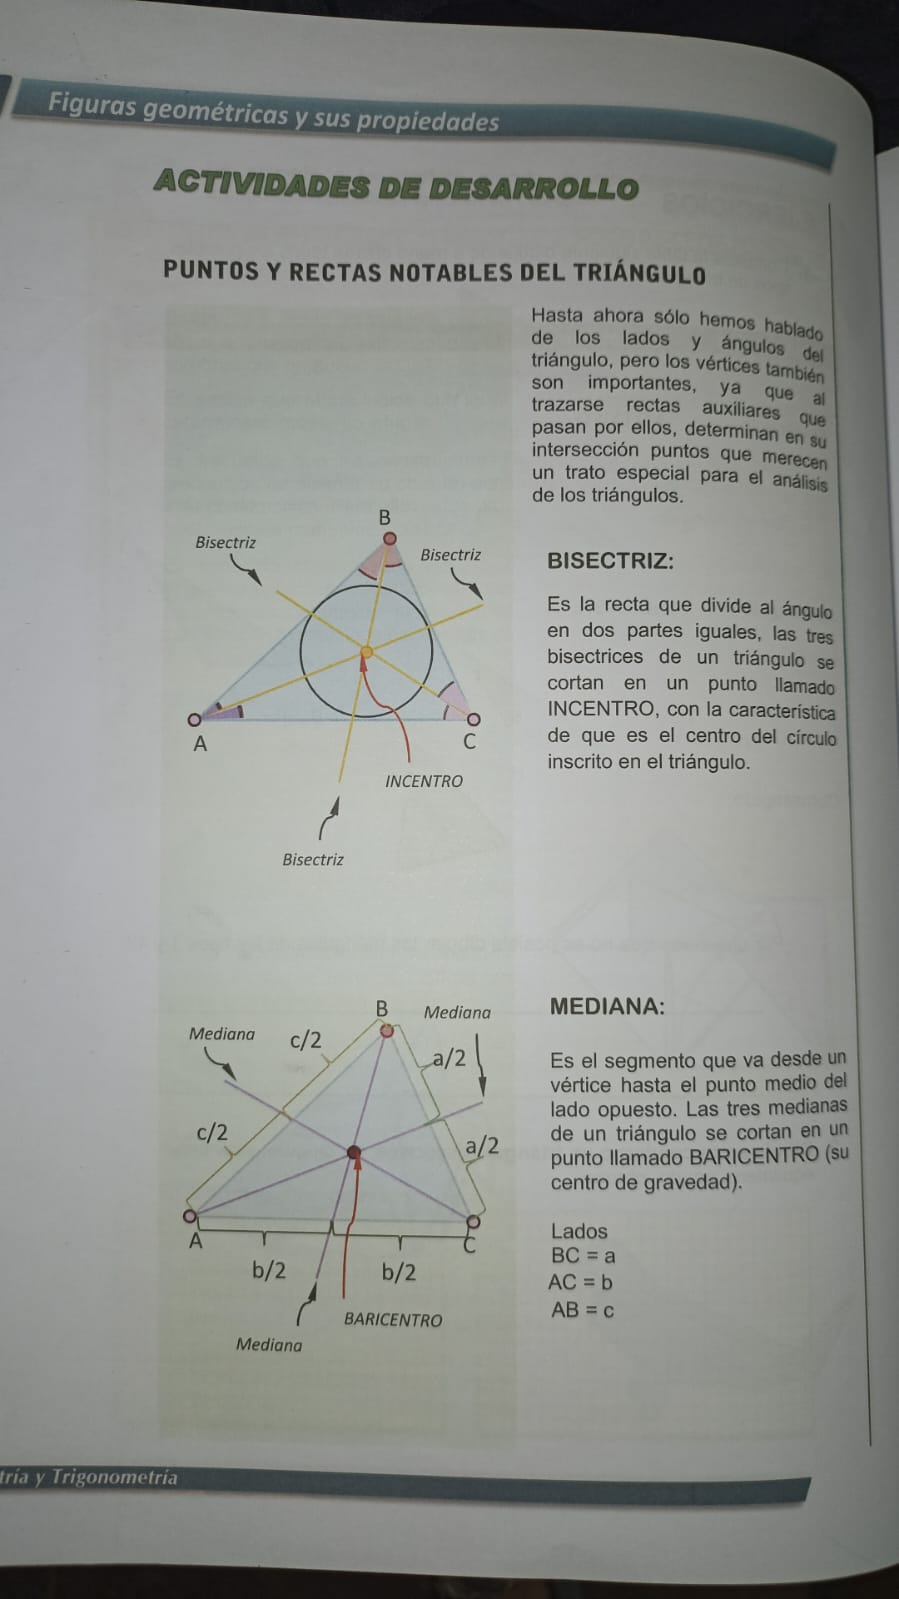 Figuras geométricas y sus propiedades
ACTIVIDADES DE DESARROLLO
PUNTOS Y RECTAS NOTABLES DEL TRIÁNGULO
Hasta ahora sólo hemos hablado
de los lados y ángulos del
triángulo, pero los vértices también
son importantes, ya que al
trazarse rectas auxiliares que
pasan por ellos, determinan en su
intersección puntos que merecen
un trato especial para el análisis
de los triángulos.
B
Bisectriz
Bisectriz
A
C
INCENTRO
Bisectriz
BISECTRIZ:
Es la recta que divide al ángulo
en dos partes iguales, las tres
bisectrices de un triángulo se
cortan en un punto llamado
INCENTRO, con la característica
de que es el centro del círculo
inscrito en el triángulo.
B
Mediana
Mediana
c/2
a/2
c/2
a/2
A
C
b/2
b/2
BARICENTRO
Mediana
MEDIANA:
Es el segmento que va desde un
vértice hasta el punto medio del
lado opuesto. Las tres medianas
de un triángulo se cortan en un
punto llamado BARICENTRO (su
centro de gravedad).
Lados
BC = a
AC = b
AB = c
tría y Trigonometría